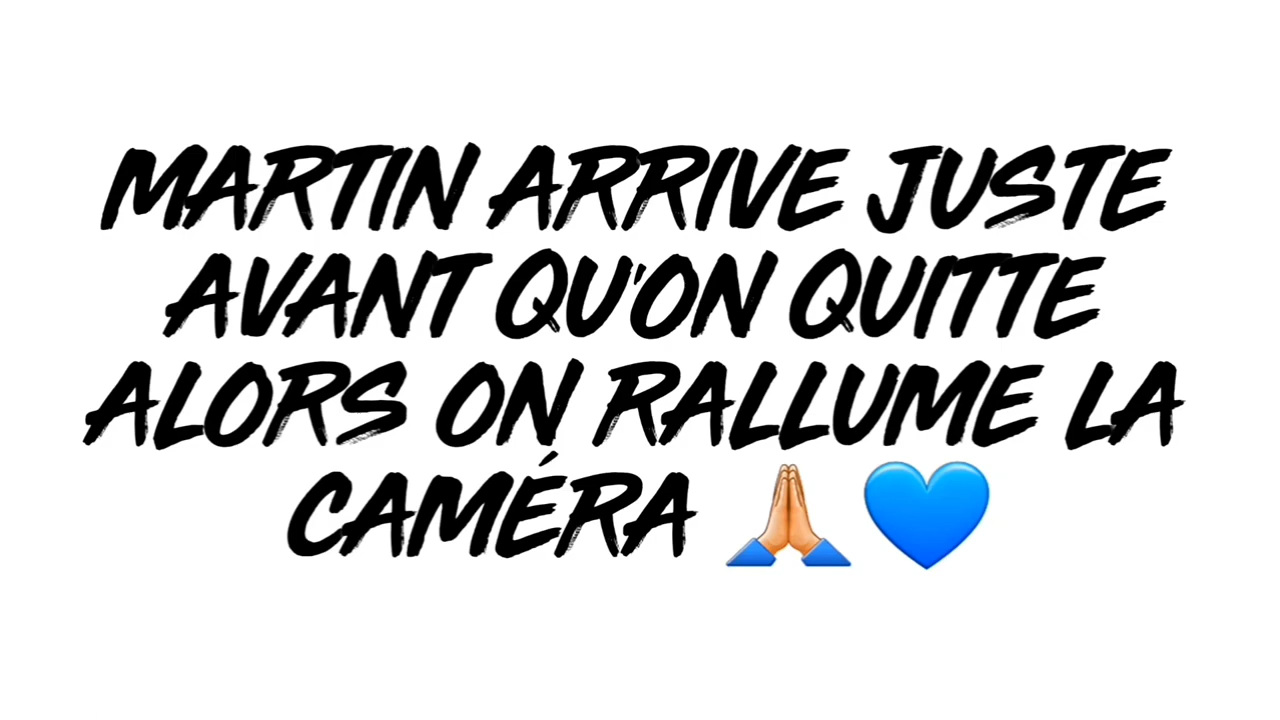 MARTIN ARRIVE JUSTE
AVANT QU'ON QUITTE
ALORS ON RALLUME LA
CAMÉRA 🙏🏼💙